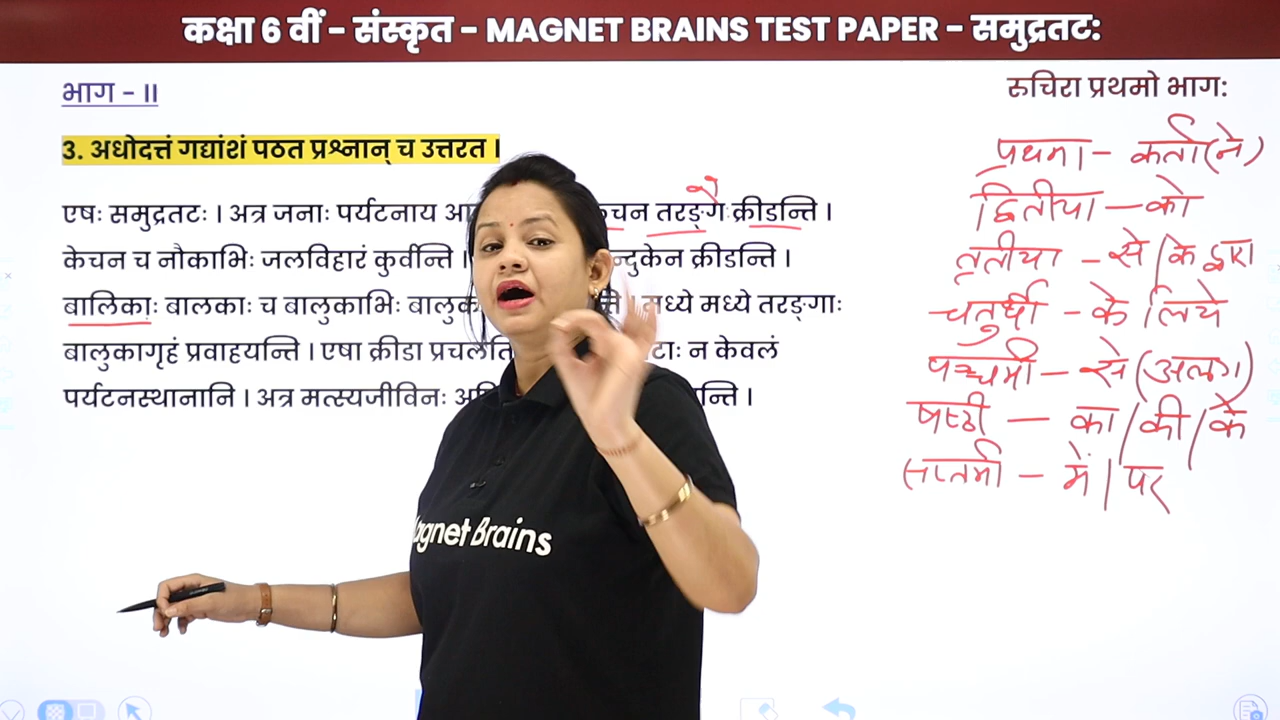 कक्षा 6 वीं - संस्कृत - MAGNET BRAINS TEST PAPER - समुद्रतट:
भाग - II
रुचिरा प्रथमो भाग:
3. अधोदत्तं गद्यांशं पठत प्रश्नान् च उत्तरत ।
एषः समुद्रतटः । अत्र जनाः पर्यटनाय तरङ्गै क्रीडन्ति ।
केचन च नौकाभिः जलविहारं कुर्वन्ति । क्रीडन्ति ।
बालिकाः बालकाः च बालुकाभिः मध्ये मध्ये तरङ्गाः
बालुकागृहं प्रवाहयन्ति । एषा क्रीडा न केवलं
पर्यटनस्थानानि । अत्र मत्स्यजीविनः
प्रथमा - कर्ता (ने)
द्वितीया - को
तृतीया - से / के द्वारा
चतुर्थी - के लिये
पञ्चमी - से (अलग)
षष्ठी - का / की / के
सप्तमी - में / पर
agnet Brains